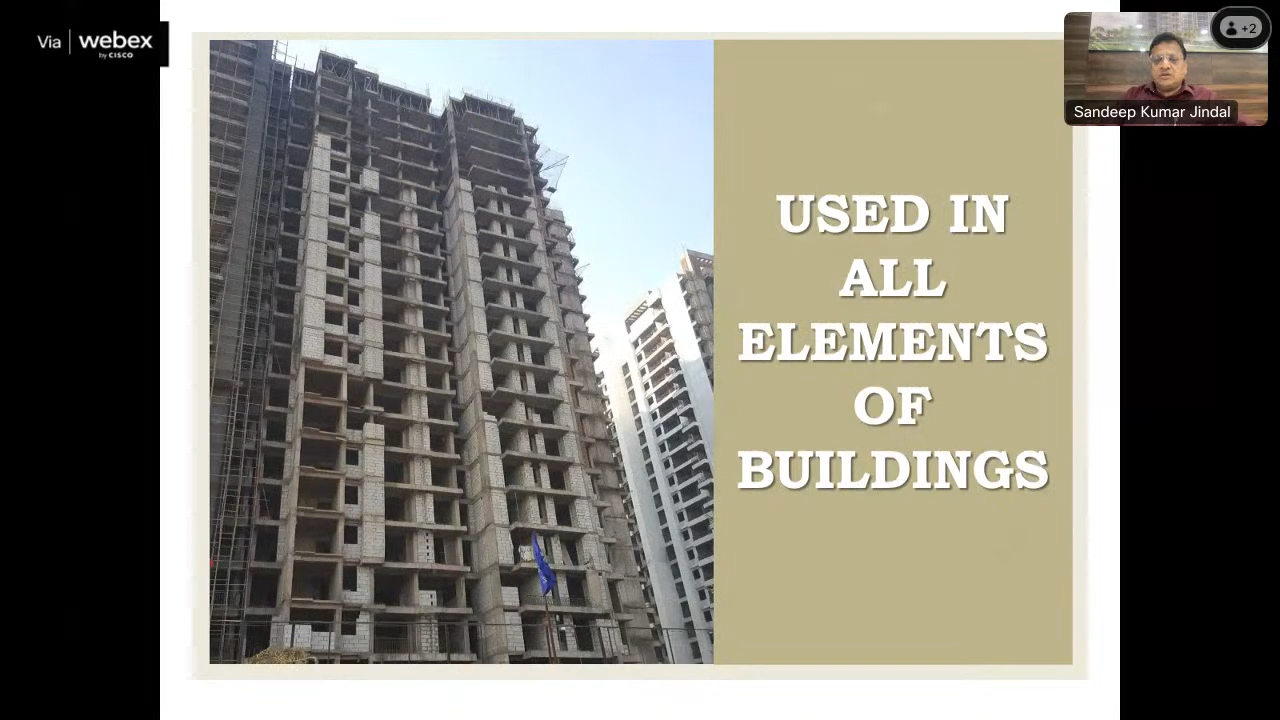 Via webex
by CISCO
+2
Sandeep Kumar Jindal
USED IN
ALL
ELEMENTS
OF
BUILDINGS